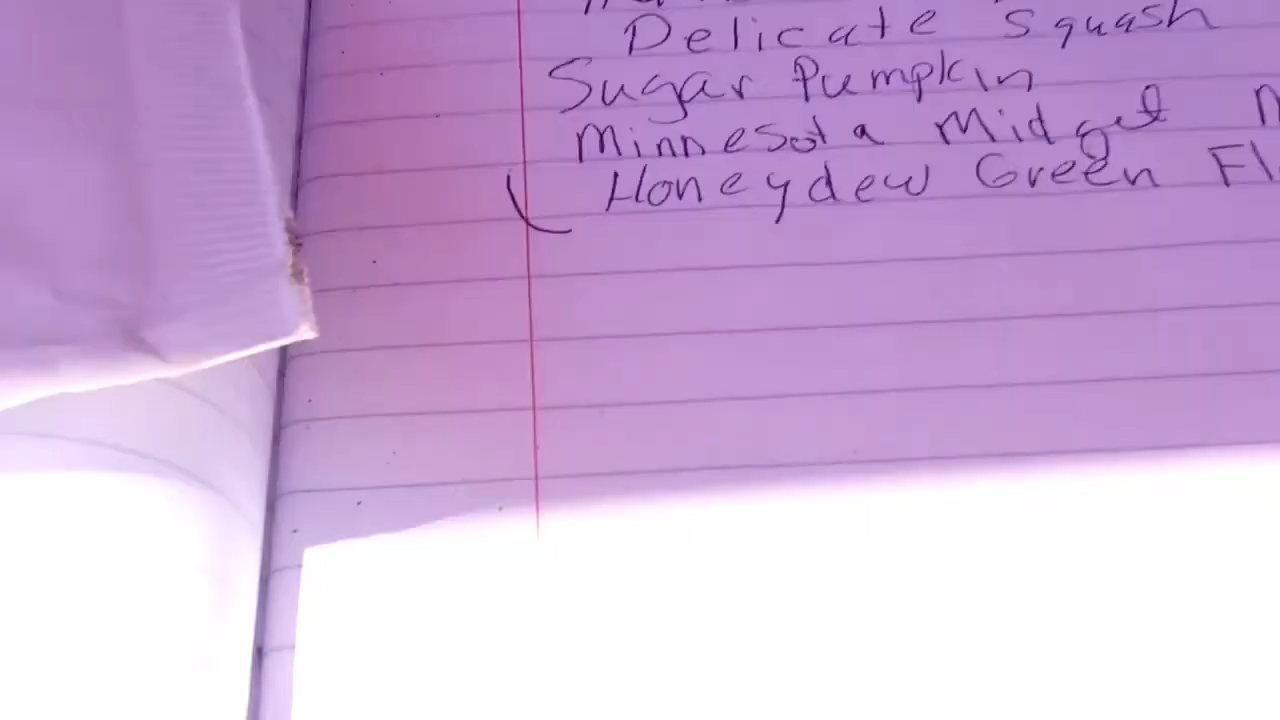 Delicate Squash
Sugar Pumpkin
Minnesota Midget
Honeydew Green